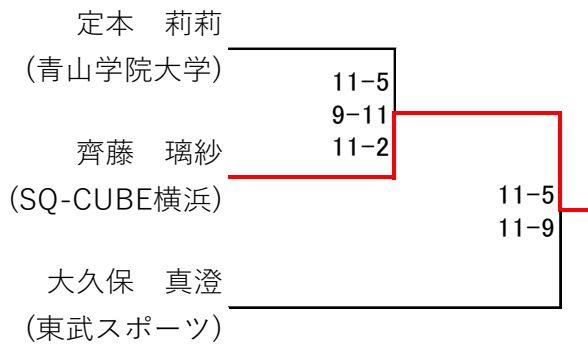 定本　莉莉
(青山学院大学)
11-5
9-11
11-2
齊藤　璃紗
(SQ-CUBE横浜)
11-5
11-9
大久保　真澄
(東武スポーツ)